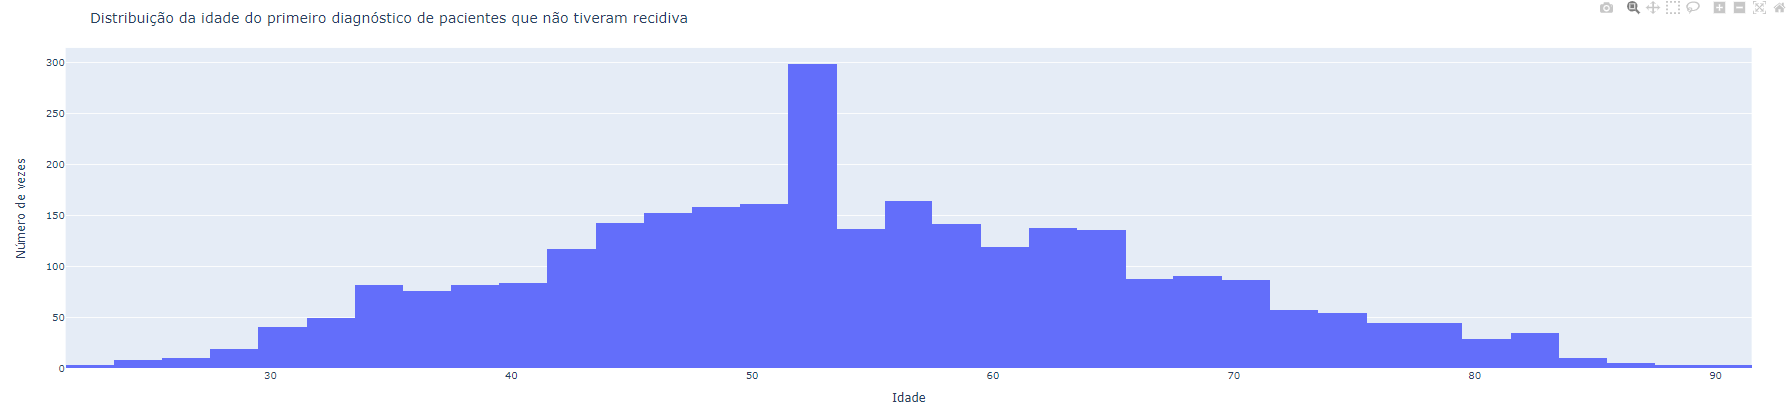 Distribuição da idade do primeiro diagnóstico de pacientes que não tiveram recidiva
Número de vezes
300
250
200
150
100
50
0
30 40 50 60 70 80 90
Idade